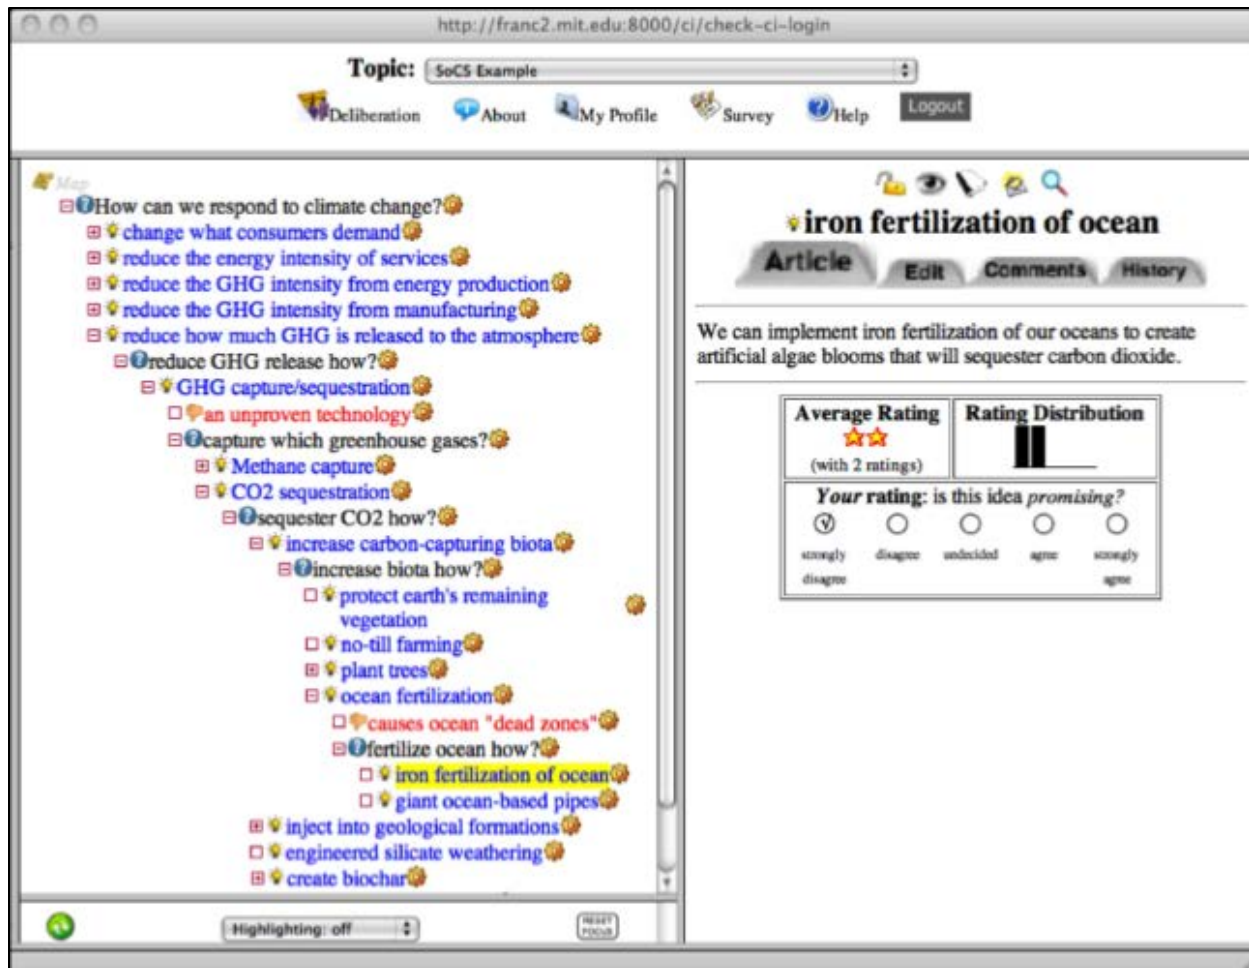 http://franc2.mit.edu:8000/ci/check-ci-login
Topic: SoCS Example
Deliberation About My Profile Survey Help Logout
Map
How can we respond to climate change?
change what consumers demand
reduce the energy intensity of services
reduce the GHG intensity from energy production
reduce the GHG intensity from manufacturing
reduce how much GHG is released to the atmosphere
reduce GHG release how?
GHG capture/sequestration
an unproven technology
capture which greenhouse gases?
Methane capture
CO2 sequestration
sequester CO2 how?
increase carbon-capturing biota
increase biota how?
protect earth's remaining
vegetation
no-till farming
plant trees
ocean fertilization
causes ocean "dead zones"
fertilize ocean how?
iron fertilization of ocean
giant ocean-based pipes
inject into geological formations
engineered silicate weathering
create biochar
Highlighting: off
RESET
FOCUS
iron fertilization of ocean
Article Edit Comments History
We can implement iron fertilization of our oceans to create
artificial algae blooms that will sequester carbon dioxide.
Average Rating
(with 2 ratings)
Rating Distribution
Your rating: is this idea promising?
strongly disagree undecided agree strongly
disagree agree